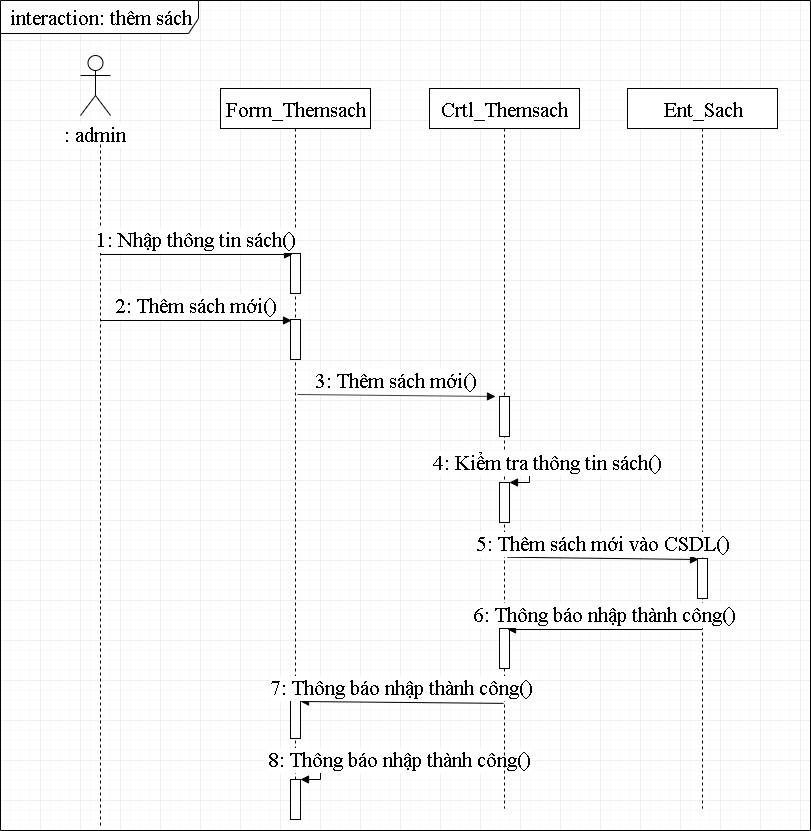 interaction: thêm sách
: admin
Form_Themsach
Crtl_Themsach
Ent_Sach
1: Nhập thông tin sách()
2: Thêm sách mới()
3: Thêm sách mới()
4: Kiểm tra thông tin sách()
5: Thêm sách mới vào CSDL()
6: Thông báo nhập thành công()
7: Thông báo nhập thành công()
8: Thông báo nhập thành công()